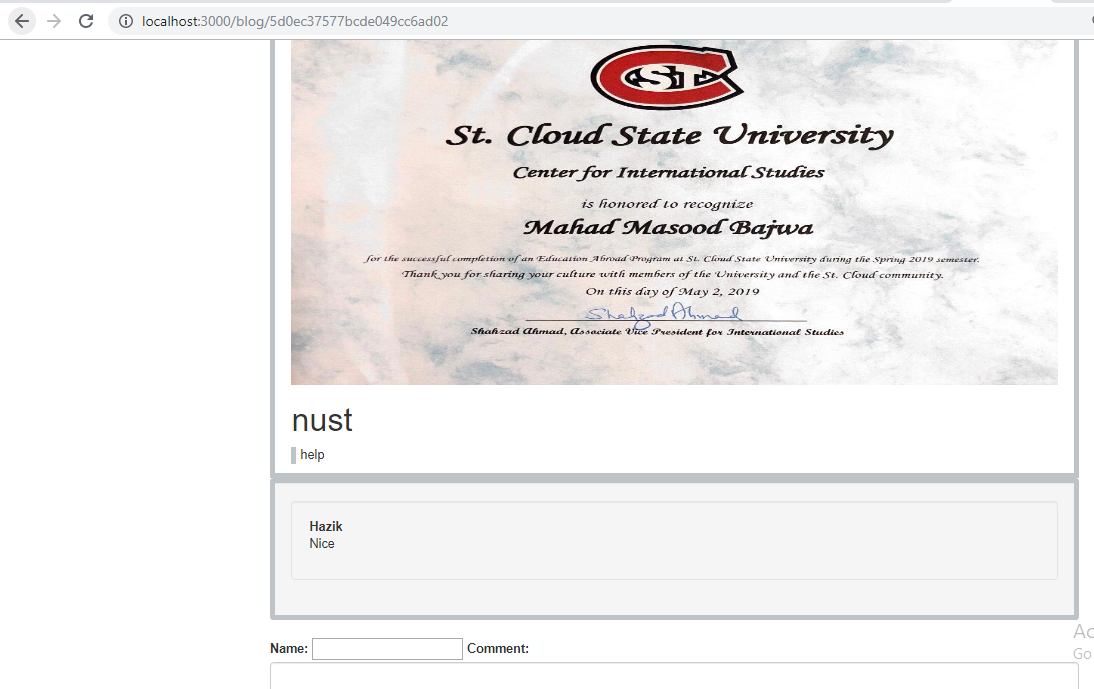 localhost:3000/blog/5d0ec37577bcde049cc6ad02
ST
St. Cloud State University
Center for International Studies
is honored to recognize
Mahad Masood Bajwa
for the successful completion of an Education Abroad Program at St. Cloud State University during the Spring 2019 semester.
Thank you for sharing your culture with members of the University and the St. Cloud community.
On this day of May 2, 2019
Shahzad Ahmad
Shahzad Ahmad, Associate Vice President for International Studies
nust
help
Hazik
Nice
Name: Comment:
Ac
Go